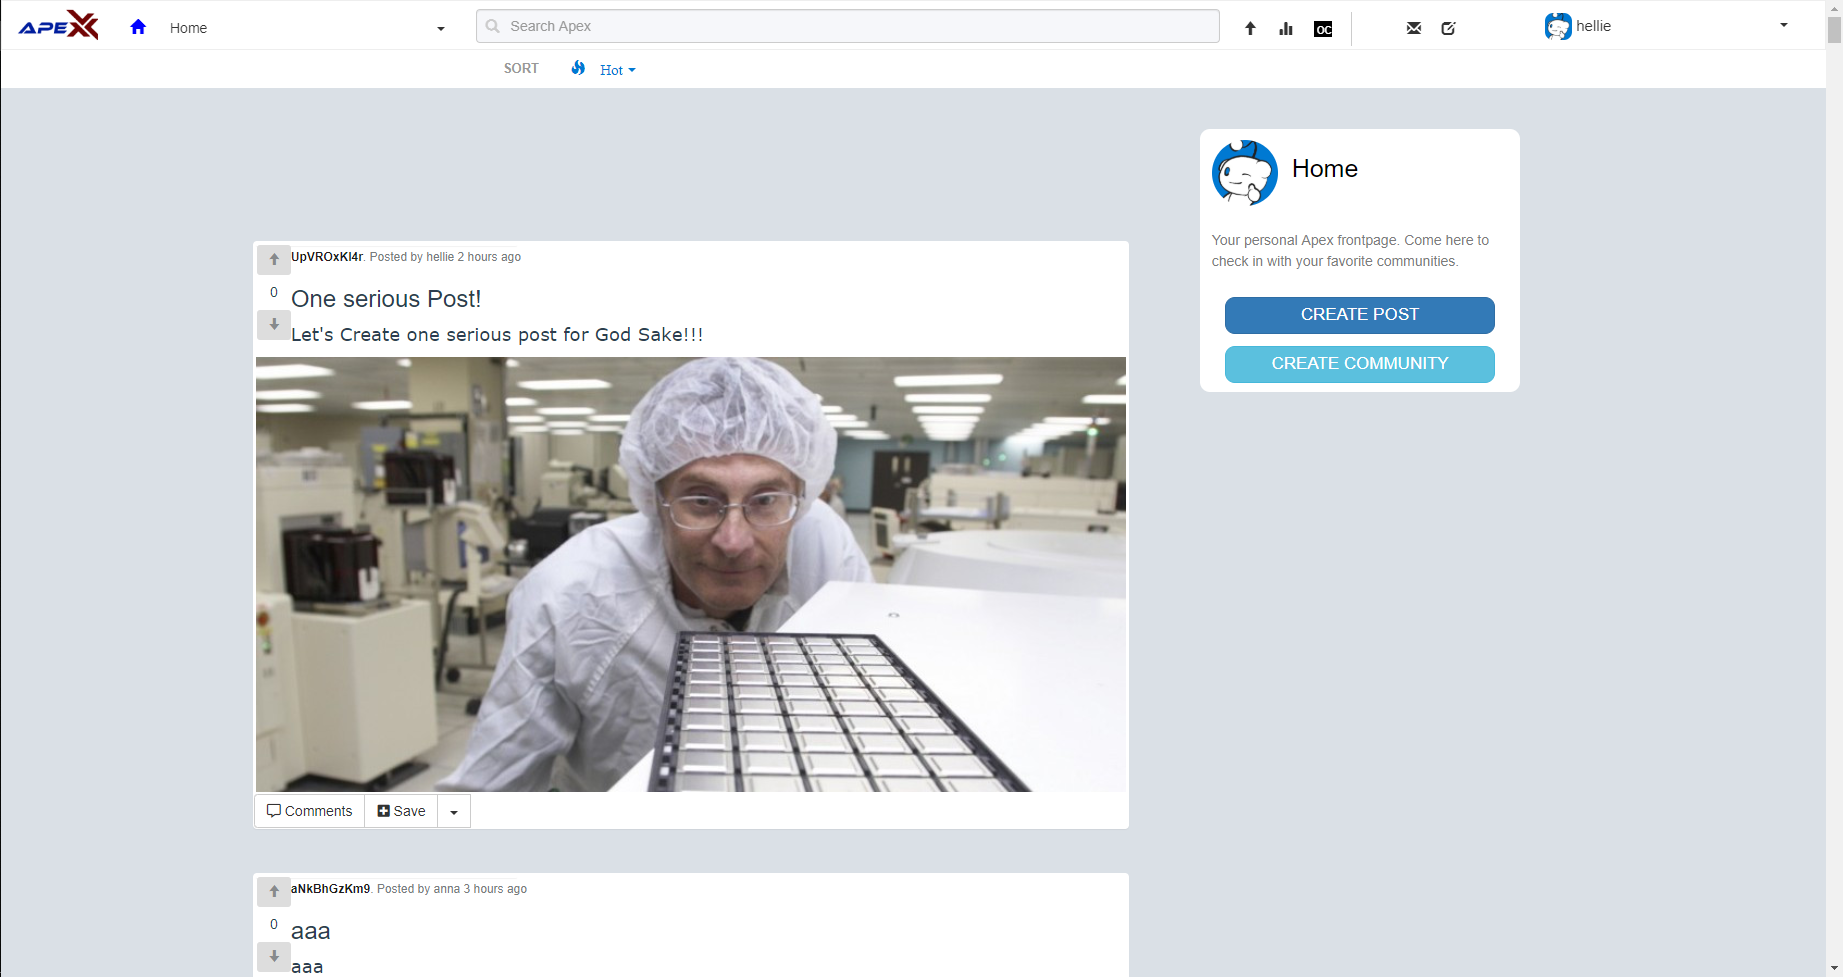 APEX
Home
Search Apex
OC
hellie
SORT
Hot
Home
Your personal Apex frontpage. Come here to
check in with your favorite communities.
CREATE POST
CREATE COMMUNITY
UpVROxKI4r. Posted by hellie 2 hours ago
0
One serious Post!
Let's Create one serious post for God Sake!!!
Comments
Save
aNkBhGzKm9. Posted by anna 3 hours ago
0
aaa
aaa